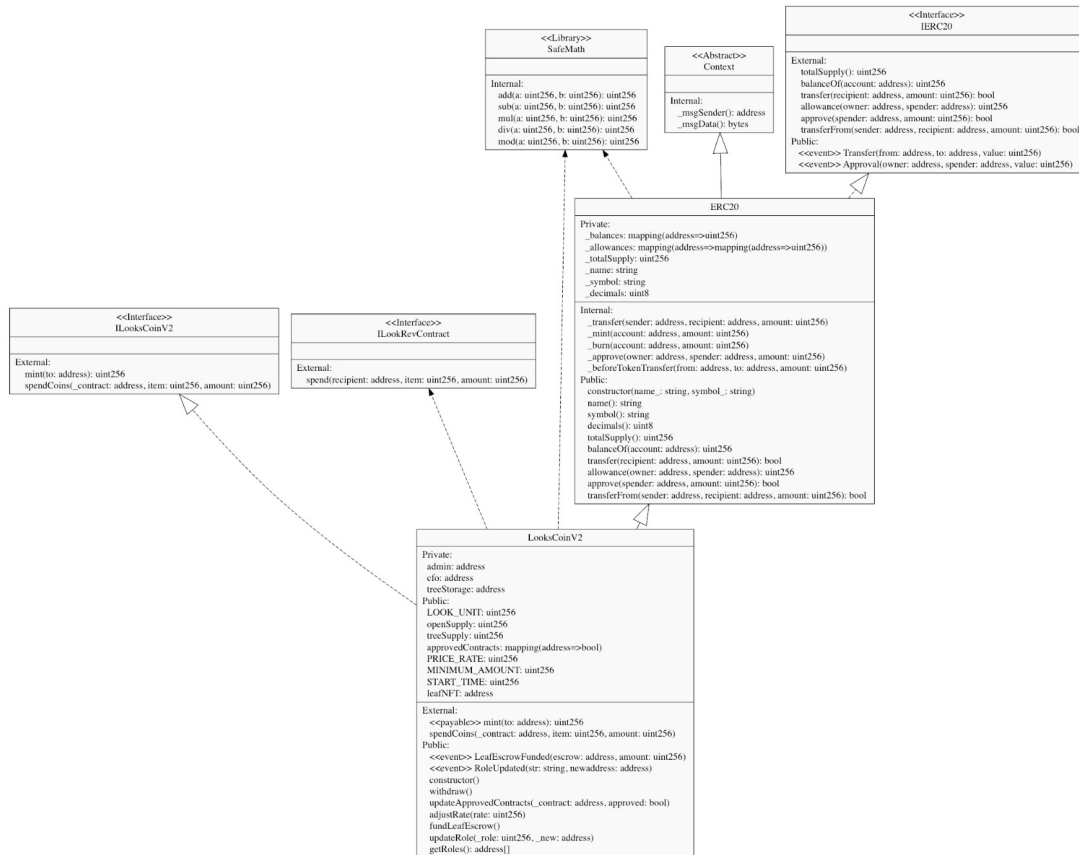 <<Interface>>
IERC20
External:
totalSupply(): uint256
balanceOf(account: address): uint256
transfer(recipient: address, amount: uint256): bool
allowance(owner: address, spender: address): uint256
approve(spender: address, amount: uint256): bool
transferFrom(sender: address, recipient: address, amount: uint256): bool
Public:
<<event>> Transfer(from: address, to: address, value: uint256)
<<event>> Approval(owner: address, spender: address, value: uint256)
<<Library>>
SafeMath
Internal:
add(a: uint256, b: uint256): uint256
sub(a: uint256, b: uint256): uint256
mul(a: uint256, b: uint256): uint256
div(a: uint256, b: uint256): uint256
mod(a: uint256, b: uint256): uint256
<<Abstract>>
Context
Internal:
_msgSender(): address
_msgData(): bytes
ERC20
Private:
_balances: mapping(address=>uint256)
_allowances: mapping(address=>mapping(address=>uint256))
_totalSupply: uint256
_name: string
_symbol: string
_decimals: uint8
Internal:
_transfer(sender: address, recipient: address, amount: uint256)
_mint(account: address, amount: uint256)
_burn(account: address, amount: uint256)
_approve(owner: address, spender: address, amount: uint256)
_beforeTokenTransfer(from: address, to: address, amount: uint256)
Public:
constructor(name_: string, symbol_: string)
name(): string
symbol(): string
decimals(): uint8
totalSupply(): uint256
balanceOf(account: address): uint256
transfer(recipient: address, amount: uint256): bool
allowance(owner: address, spender: address): uint256
approve(spender: address, amount: uint256): bool
transferFrom(sender: address, recipient: address, amount: uint256): bool
<<Interface>>
ILooksCoinV2
External:
mint(to: address): uint256
spendCoins(_contract: address, item: uint256, amount: uint256)
<<Interface>>
ILookRevContract
External:
spend(recipient: address, item: uint256, amount: uint256)
LooksCoinV2
Private:
admin: address
cfo: address
treeStorage: address
Public:
LOOK_UNIT: uint256
openSupply: uint256
treeSupply: uint256
approvedContracts: mapping(address=>bool)
PRICE_RATE: uint256
MINIMUM_AMOUNT: uint256
START_TIME: uint256
leafNFT: address
External:
<<payable>> mint(to: address): uint256
spendCoins(_contract: address, item: uint256, amount: uint256)
Public:
<<event>> LeafEscrowFunded(escrow: address, amount: uint256)
<<event>> RoleUpdated(str: string, newaddress: address)
constructor()
withdraw()
updateApprovedContracts(_contract: address, approved: bool)
adjustRate(rate: uint256)
fundLeafEscrow()
updateRole(_role: uint256, _new: address)
getRoles(): address[]